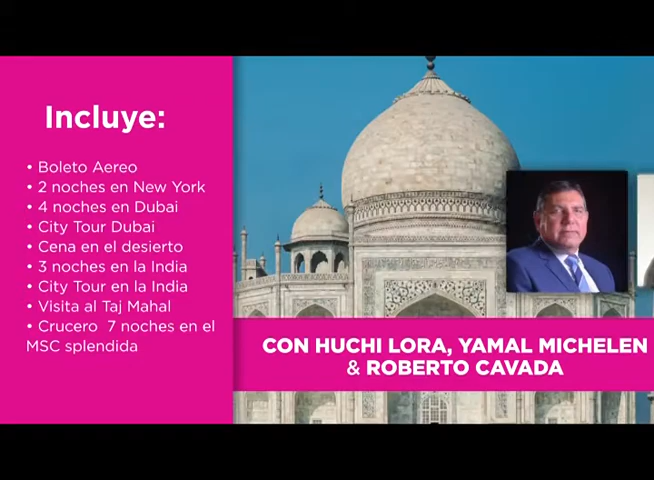 Incluye:
• Boleto Aereo
• 2 noches en New York
• 4 noches en Dubai
• City Tour Dubai
• Cena en el desierto
• 3 noches en la India
• City Tour en la India
• Visita al Taj Mahal
• Crucero 7 noches en el
MSC splendida
CON HUCHI LORA, YAMAL MICHELEN
& ROBERTO CAVADA